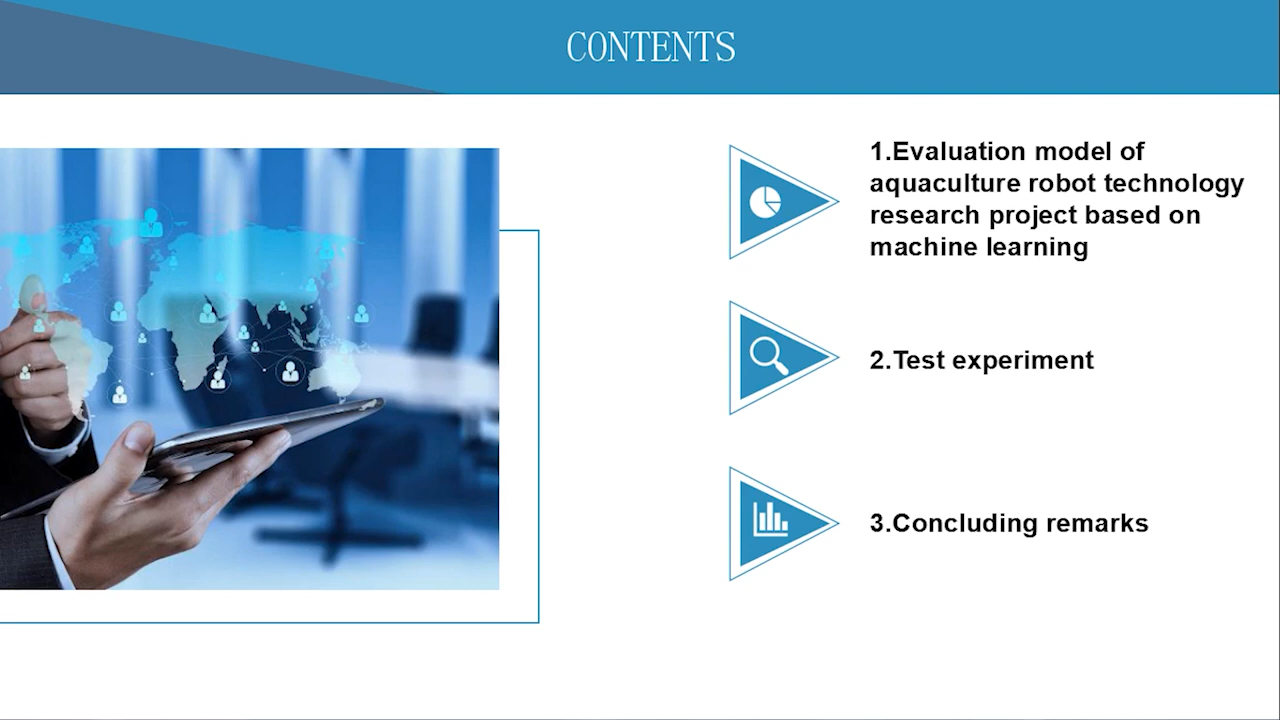 CONTENTS
1.Evaluation model of
aquaculture robot technology
research project based on
machine learning
2.Test experiment
3.Concluding remarks